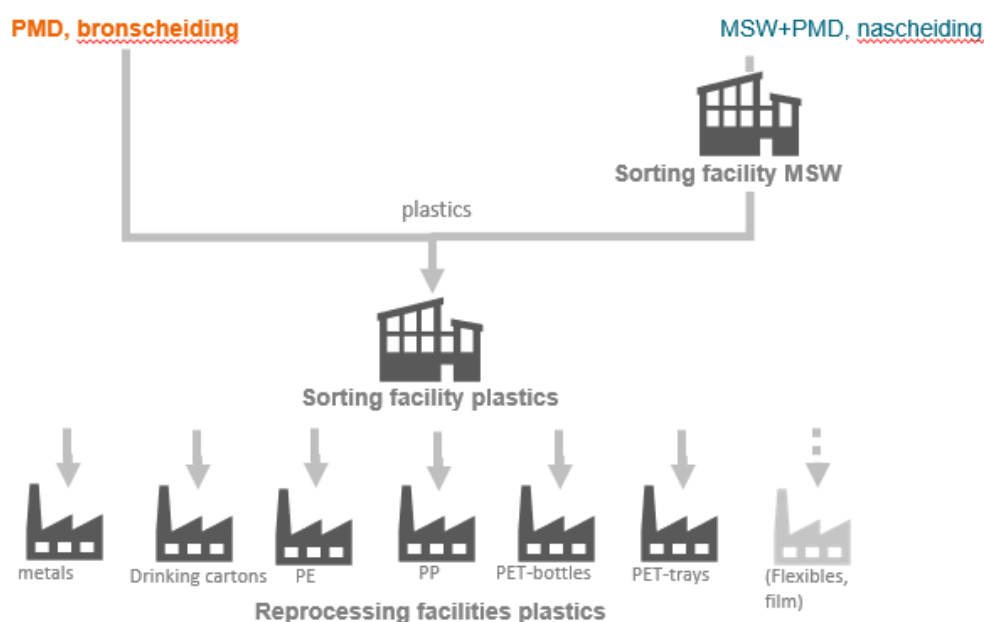 PMD, bronscheiding
MSW+PMD, nascheiding
Sorting facility MSW
plastics
Sorting facility plastics
metals
Drinking cartons
PE
PP
PET-bottles
PET-trays
(Flexibles,
film)
Reprocessing facilities plastics